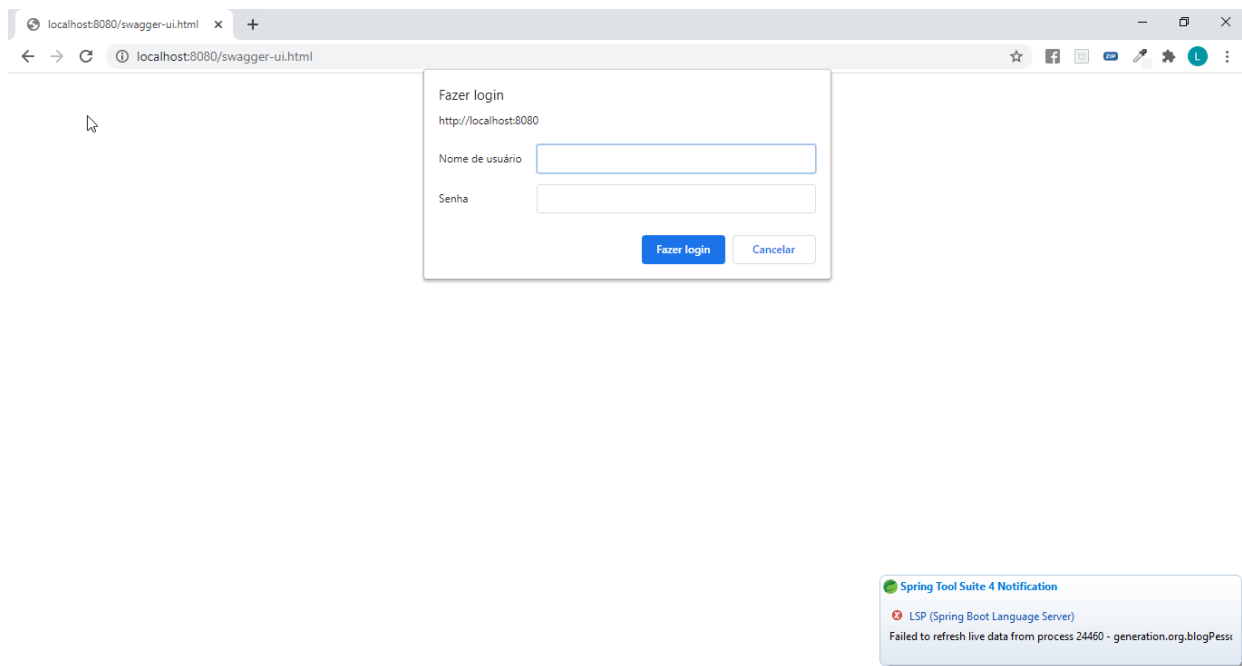 localhost:8080/swagger-ui.html
localhost:8080/swagger-ui.html
ZIP
L
Fazer login
http://localhost:8080
Nome de usuário
Senha
Fazer login
Cancelar
Spring Tool Suite 4 Notification
LSP (Spring Boot Language Server)
Failed to refresh live data from process 24460 - generation.org.blogPess